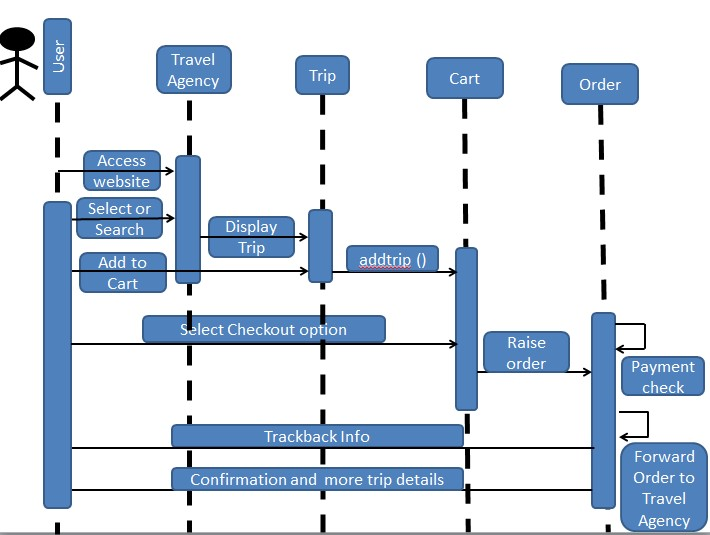 User
Travel
Agency
Trip
Cart
Order
Access
website
Select or
Search
Display
Trip
Add to
Cart
addtrip ()
Select Checkout option
Raise
order
Payment
check
Trackback Info
Confirmation and more trip details
Forward
Order to
Travel
Agency